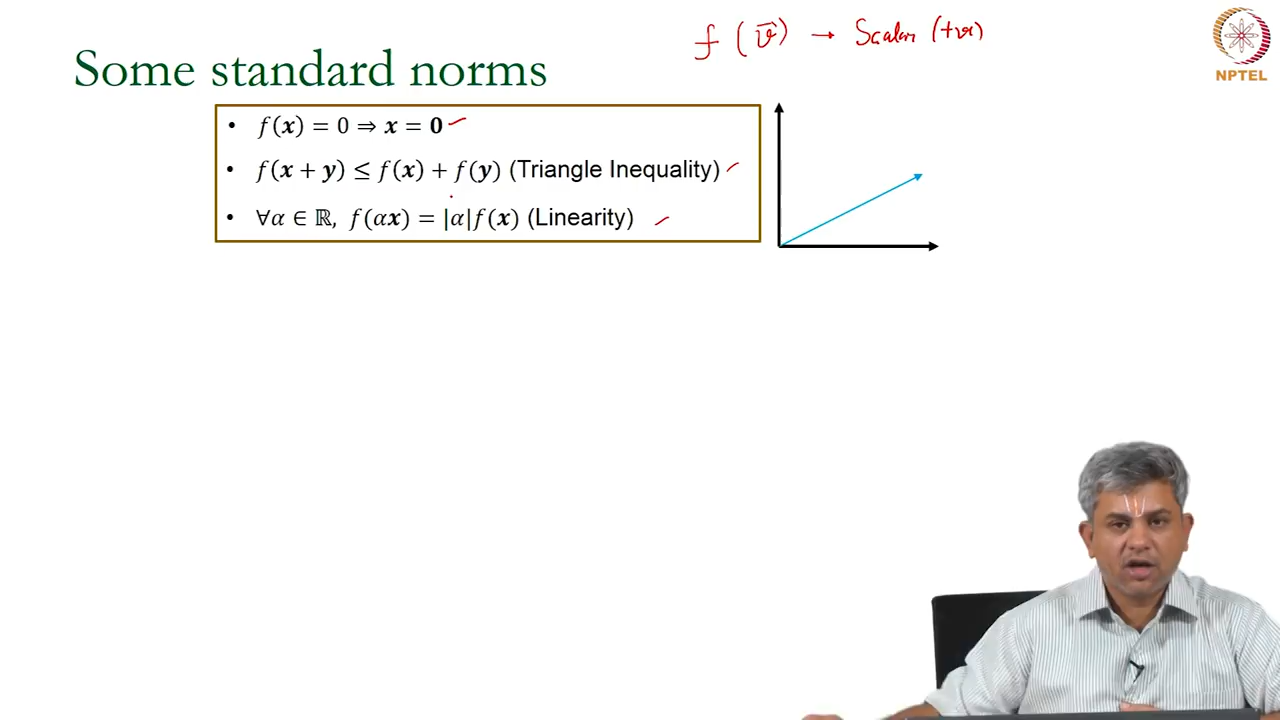 f ( v⃗ ) → Scalar (+ve)
NPTEL
Some standard norms
• f(𝒙) = 0 ⇒ 𝒙 = 𝟎
• f(𝒙 + 𝒚) ≤ f(𝒙) + f(𝒚) (Triangle Inequality)
• ∀α ∈ ℝ, f(α𝒙) = |α|f(𝒙) (Linearity)